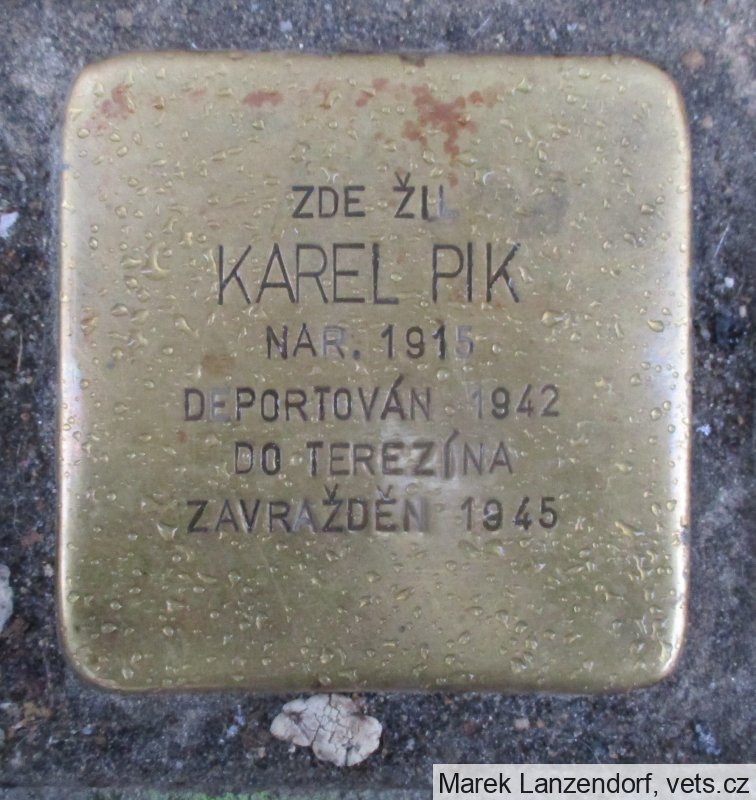 ZDE ŽIL
KAREL PIK
NAR. 1915
DEPORTOVÁN 1942
DO TEREZÍNA
ZAVRAŽDĚN 1945
Marek Lanzendorf, vets.cz